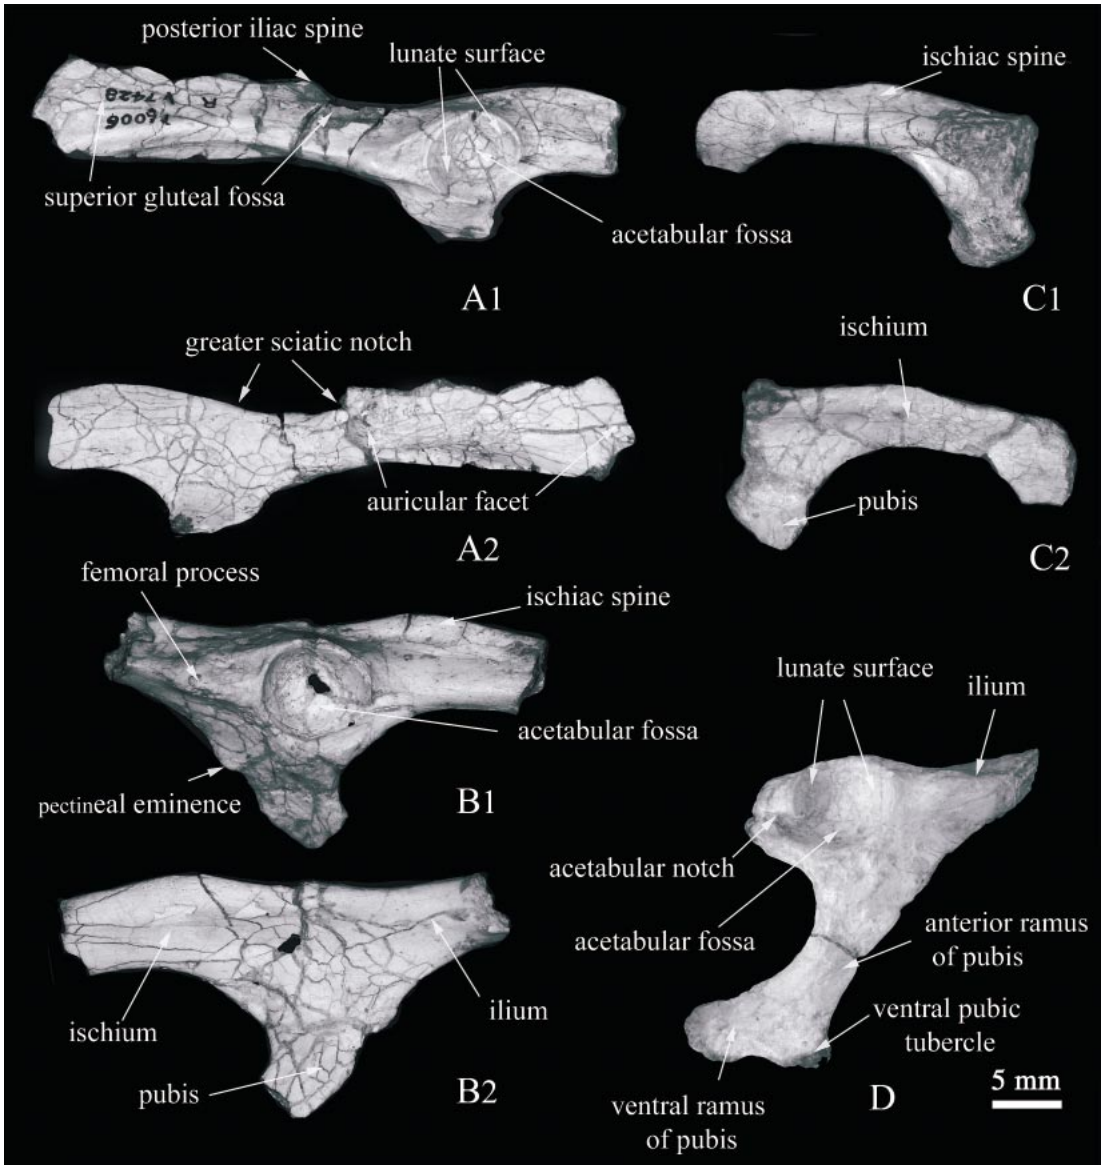 posterior iliac spine
lunate surface
ischiac spine
R
V7428
16006
superior gluteal fossa
acetabular fossa
A1
C1
greater sciatic notch
ischium
auricular facet
pubis
A2
C2
femoral process
ischiac spine
lunate surface
ilium
acetabular fossa
pectineal eminence
B1
acetabular notch
acetabular fossa
anterior ramus
of pubis
ischium
ilium
ventral pubic
tubercle
pubis
B2
ventral ramus
of pubis
D
5 mm